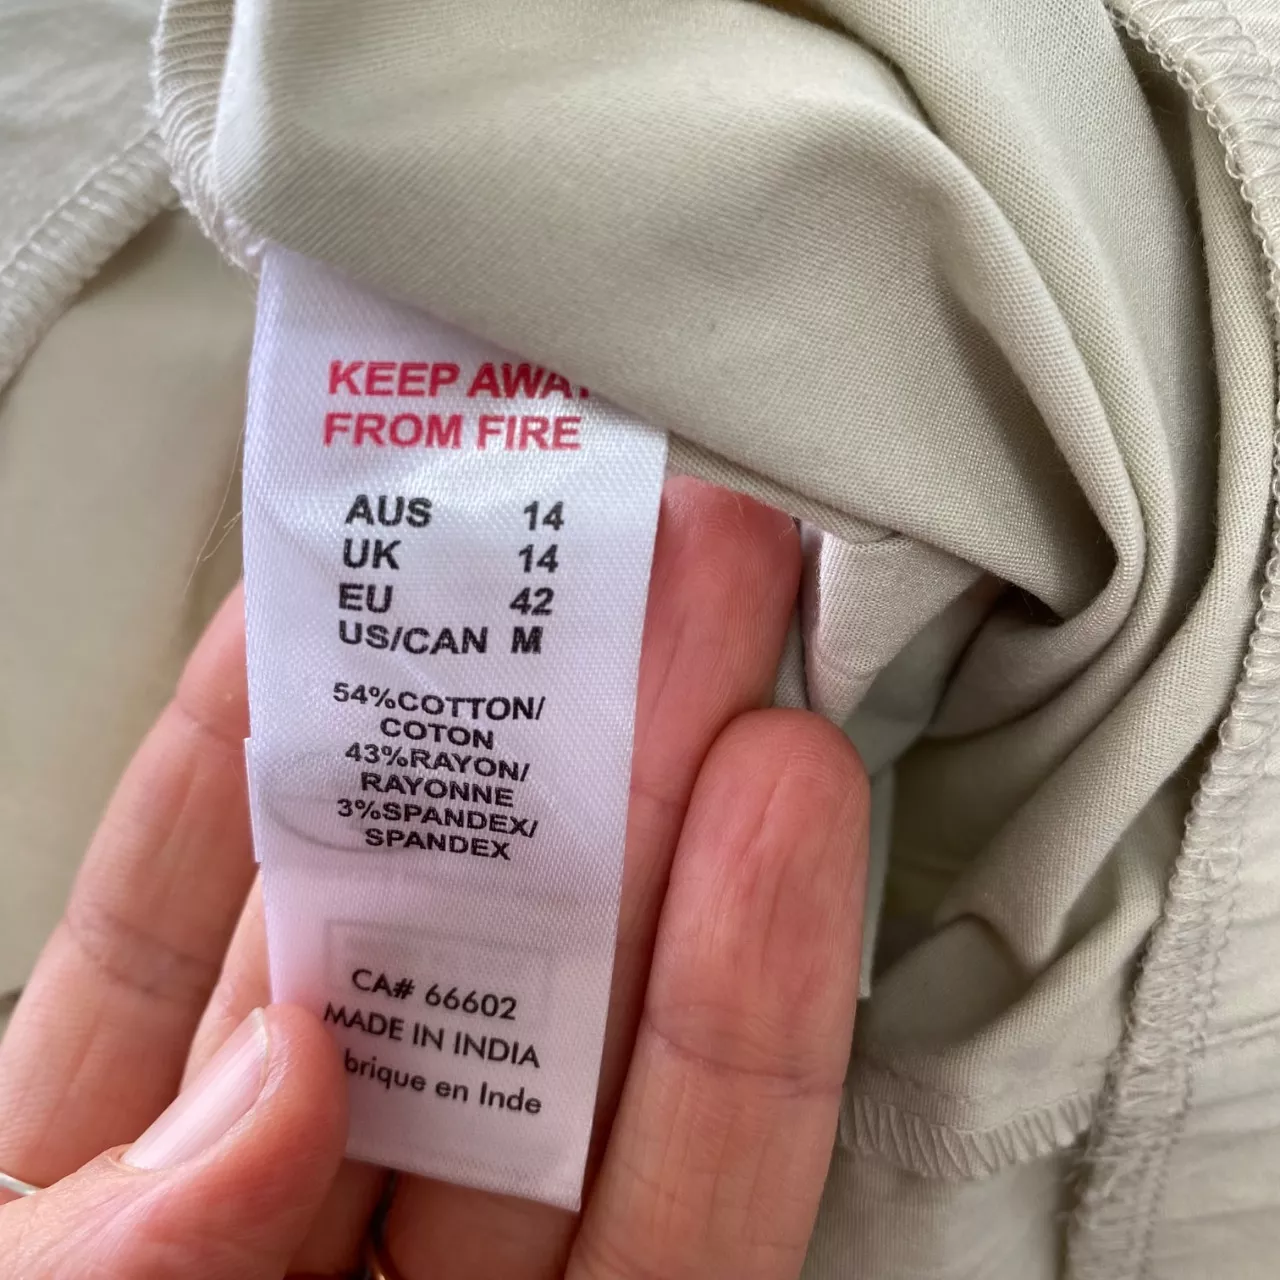 KEEP AWAY
FROM FIRE
AUS 14
UK 14
EU 42
US/CAN M
54%COTTON/
COTON
43%RAYON/
RAYONNE
3%SPANDEX/
SPANDEX
CA# 66602
MADE IN INDIA
brique en Inde